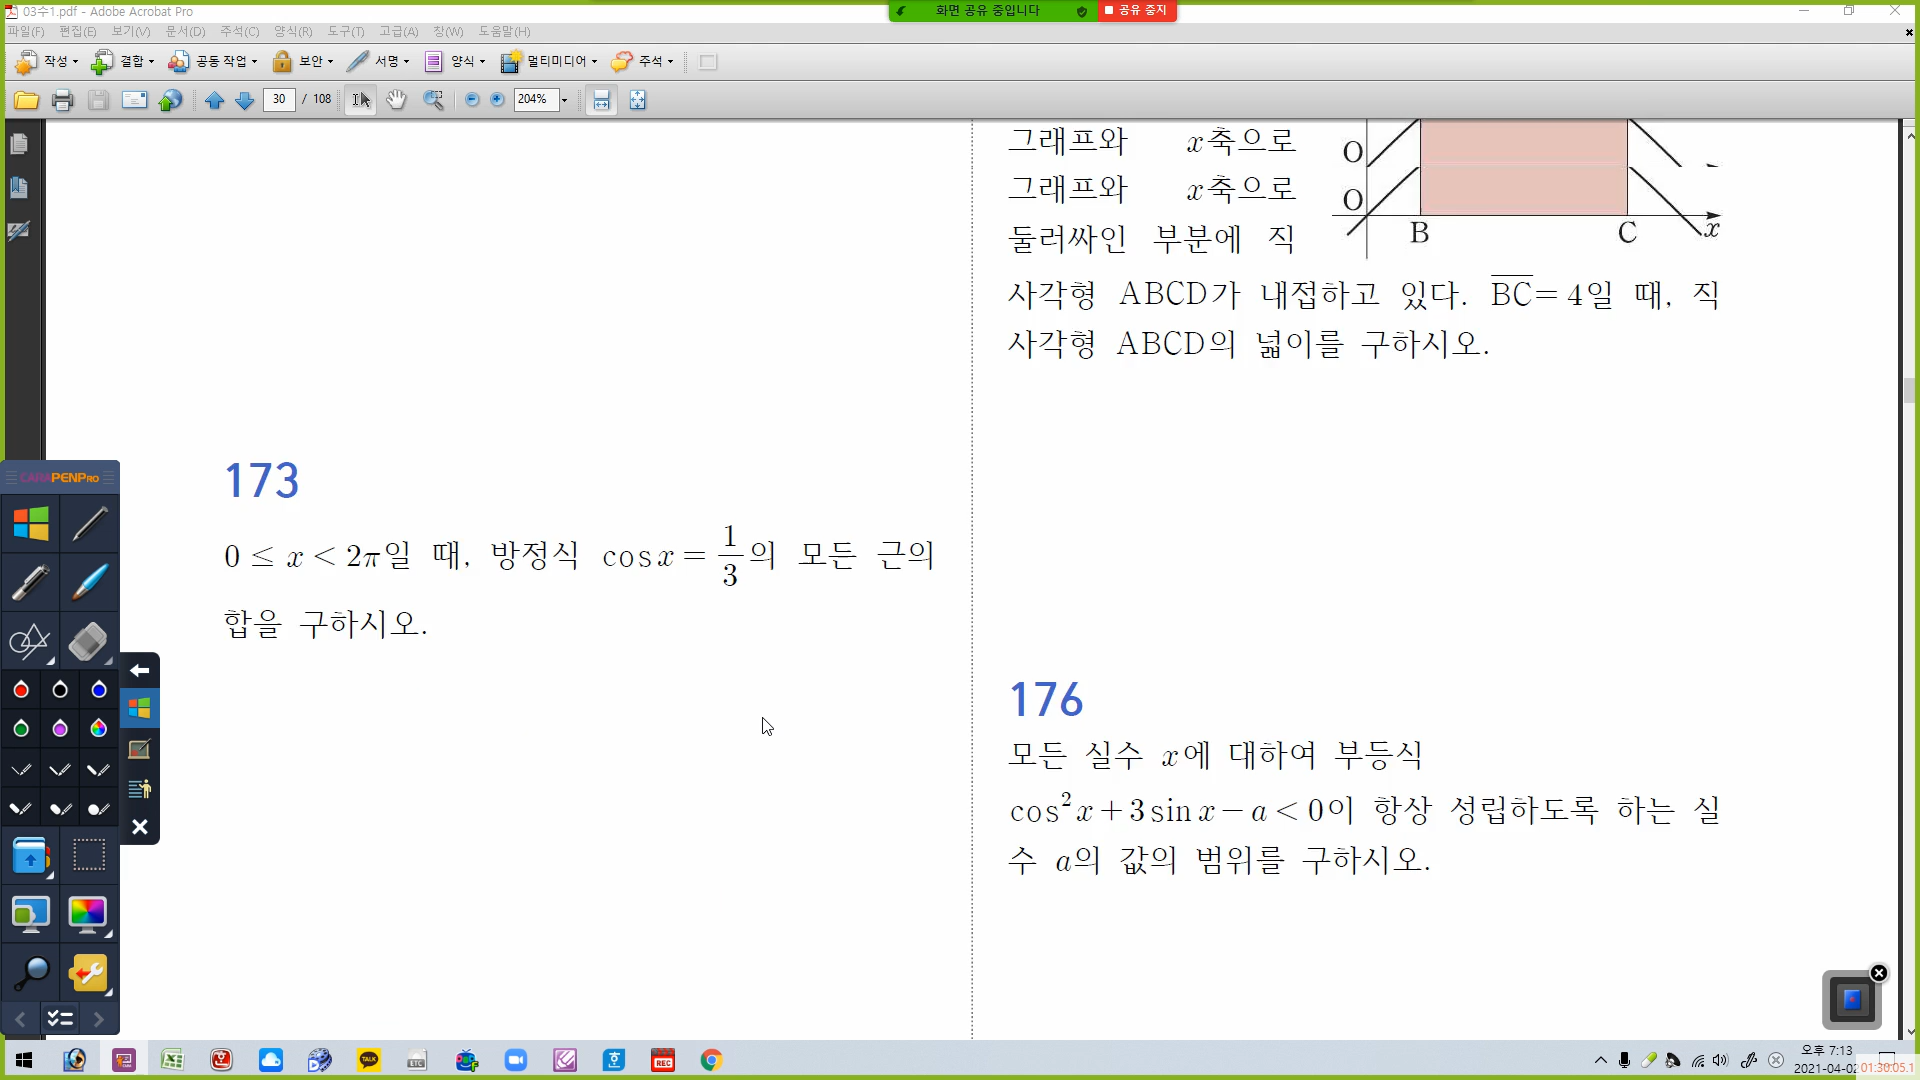 03수1.pdf - Adobe Acrobat Pro
화면 공유 중입니다
공유 중지
파일(F) 편집(E) 보기(V) 문서(D) 주석(C) 양식(R) 도구(T) 고급(A) 창(W) 도움말(H)
작성 결합 공동 작업 보안 서명 양식 멀티미디어 주석
30 / 108 204%
173
0 ≤ x < 2π일 때, 방정식 cos x = 1/3의 모든 근의
합을 구하시오.
그래프와 x축으로
O
그래프와 x축으로
O
둘러싸인 부분에 직
B C x
사각형 ABCD가 내접하고 있다. B͞C͞ = 4일 때, 직
사각형 ABCD의 넓이를 구하시오.
176
모든 실수 x에 대하여 부등식
cos² x + 3 sin x − a < 0이 항상 성립하도록 하는 실
수 a의 값의 범위를 구하시오.
CARAPENPRO
TALK
ETC
REC
오후 7:13
2021-04-02
01:30:05.1